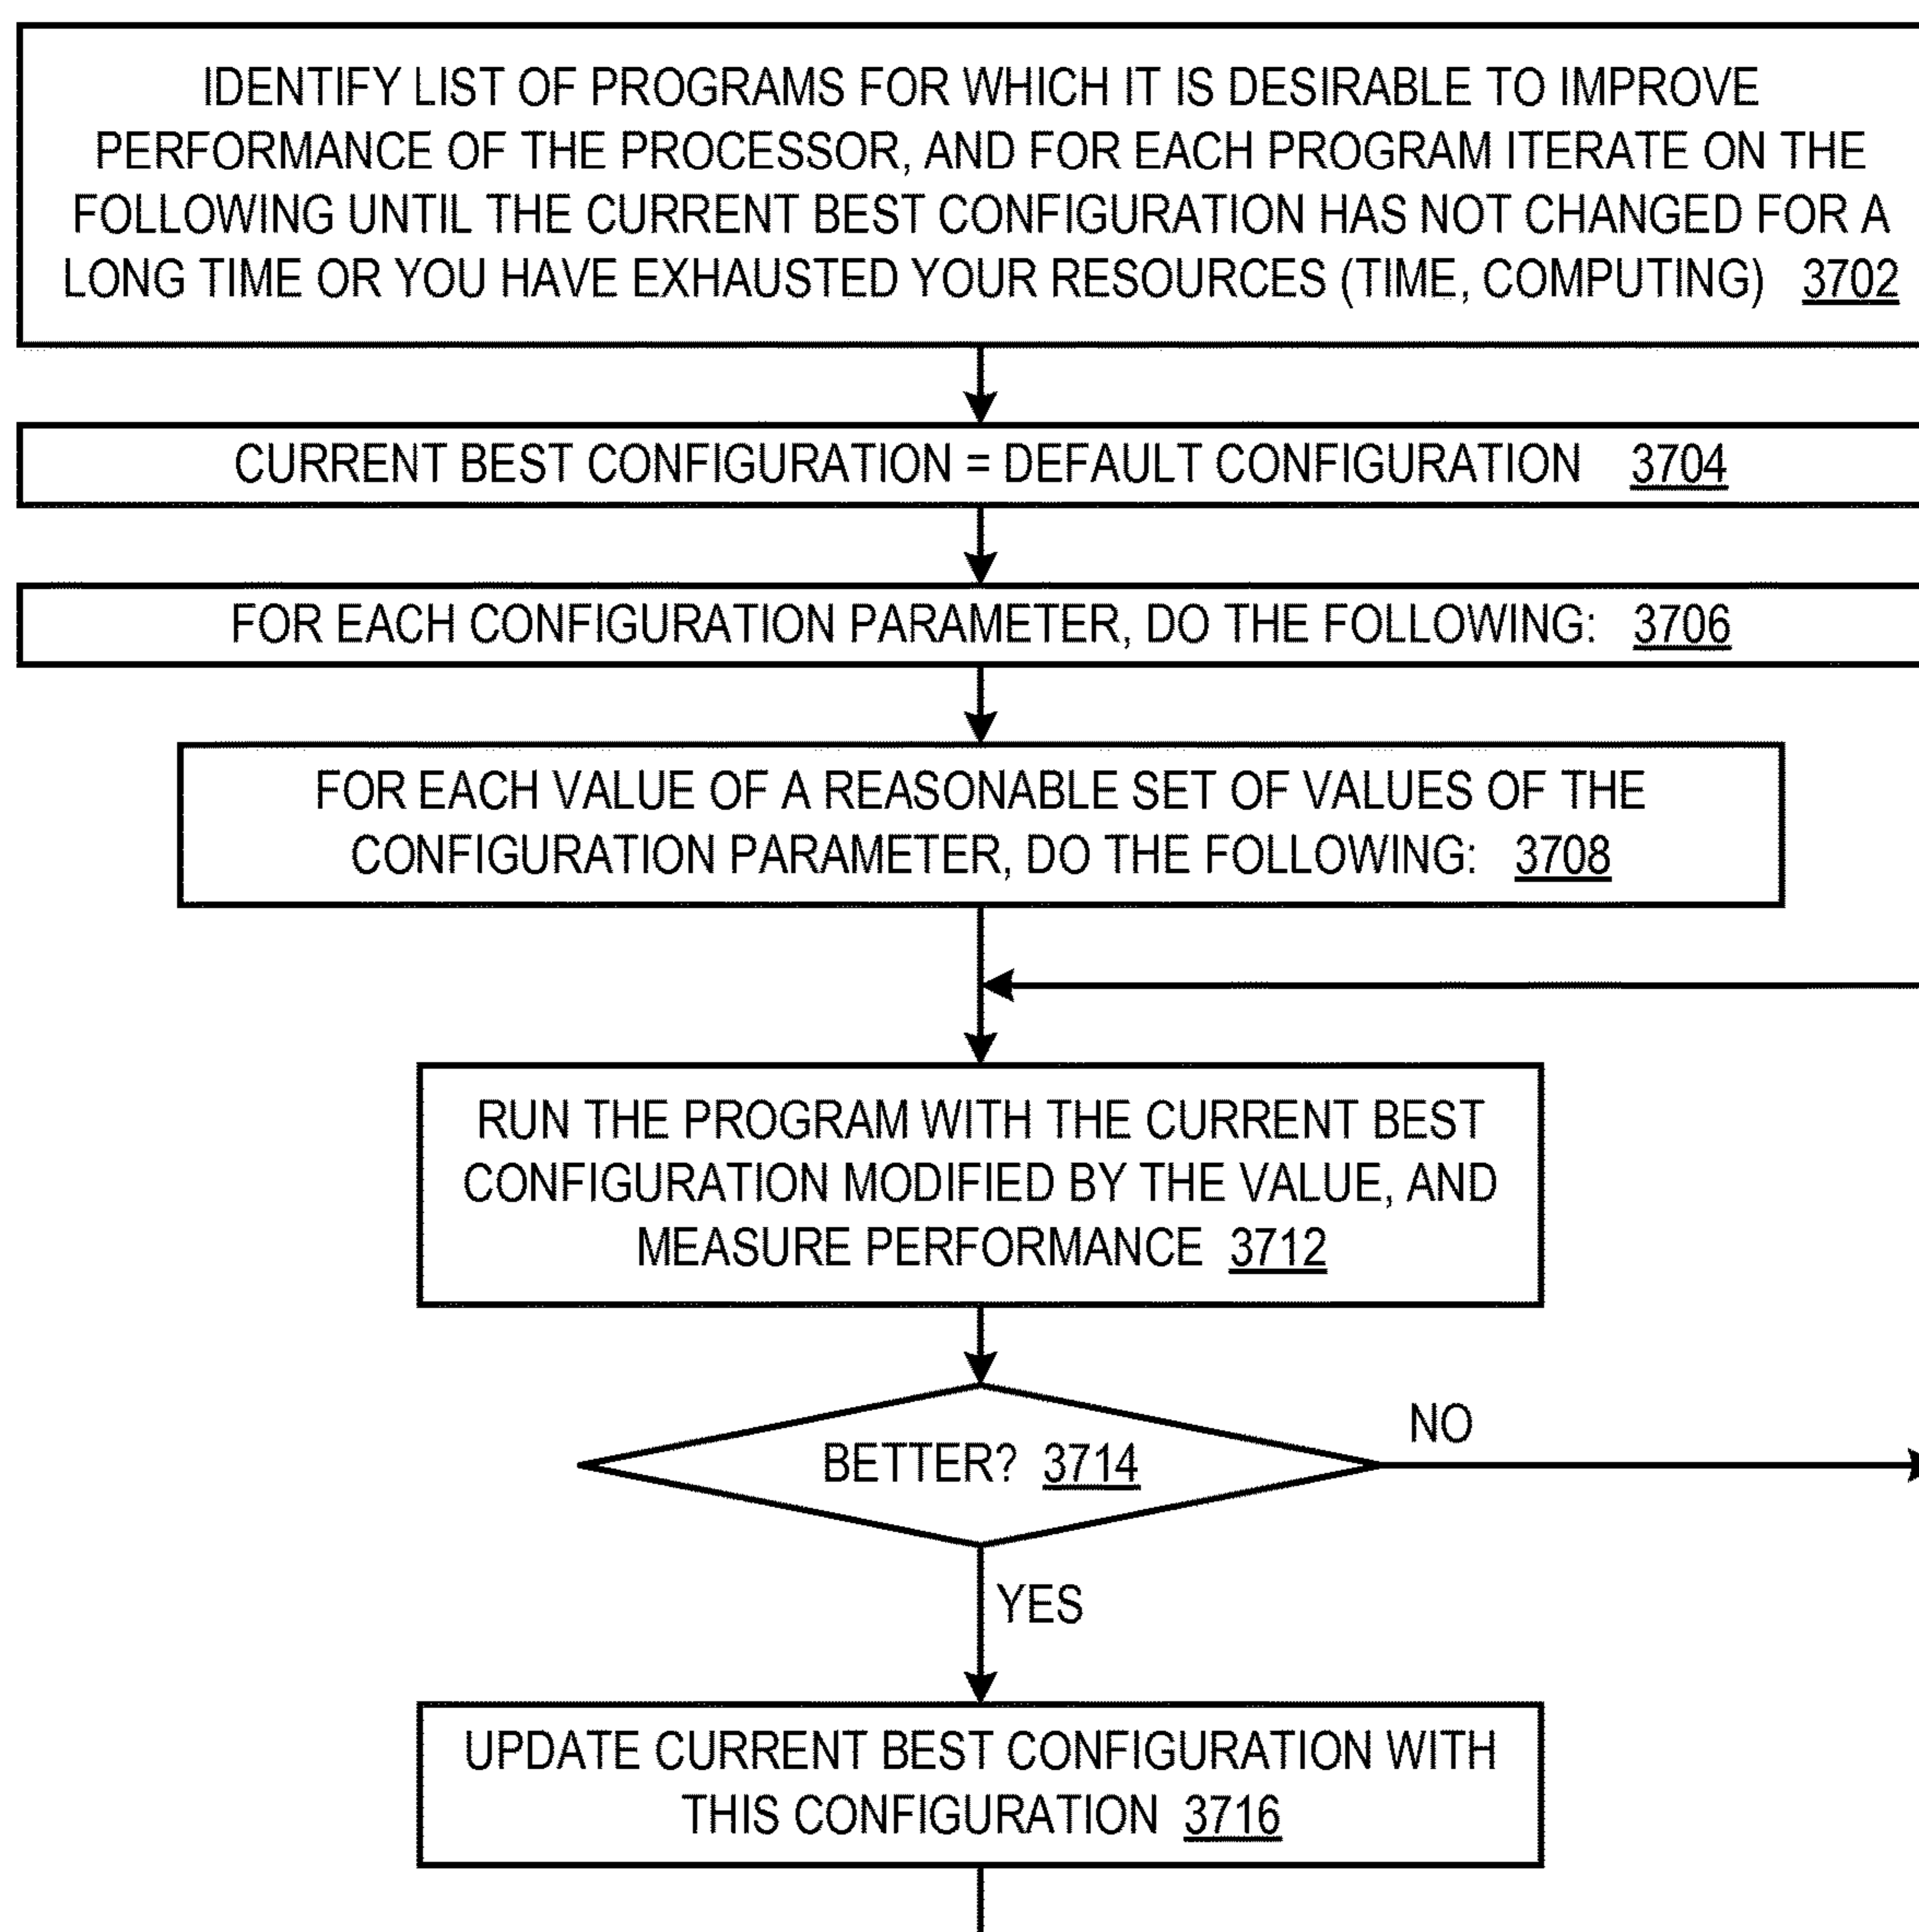 IDENTIFY LIST OF PROGRAMS FOR WHICH IT IS DESIRABLE TO IMPROVE
PERFORMANCE OF THE PROCESSOR, AND FOR EACH PROGRAM ITERATE ON THE
FOLLOWING UNTIL THE CURRENT BEST CONFIGURATION HAS NOT CHANGED FOR A
LONG TIME OR YOU HAVE EXHAUSTED YOUR RESOURCES (TIME, COMPUTING) 3702
CURRENT BEST CONFIGURATION = DEFAULT CONFIGURATION 3704
FOR EACH CONFIGURATION PARAMETER, DO THE FOLLOWING: 3706
FOR EACH VALUE OF A REASONABLE SET OF VALUES OF THE
CONFIGURATION PARAMETER, DO THE FOLLOWING: 3708
RUN THE PROGRAM WITH THE CURRENT BEST
CONFIGURATION MODIFIED BY THE VALUE, AND
MEASURE PERFORMANCE 3712
NO
BETTER? 3714
YES
UPDATE CURRENT BEST CONFIGURATION WITH
THIS CONFIGURATION 3716